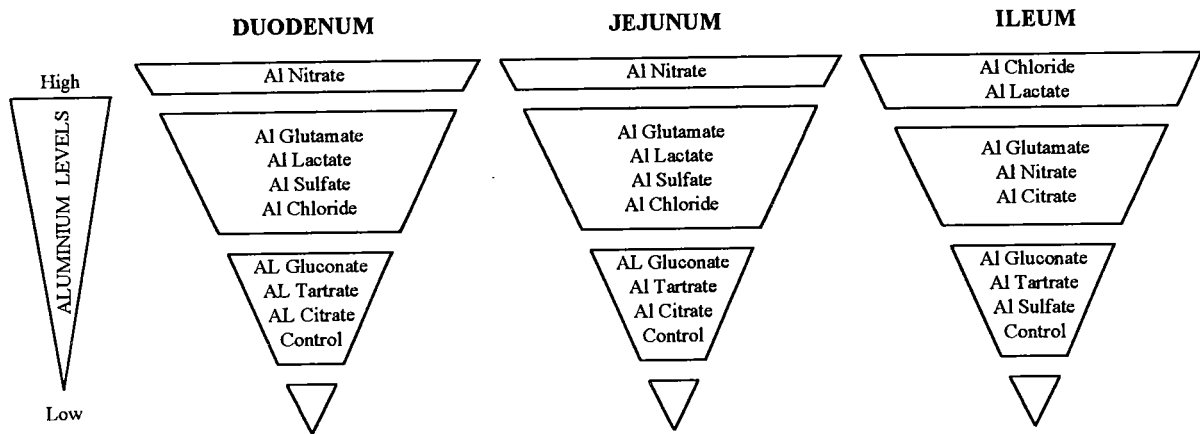 DUODENUM
JEJUNUM
ILEUM
High
ALUMINIUM LEVELS
Low
Al Nitrate
Al Glutamate
Al Lactate
Al Sulfate
Al Chloride
AL Gluconate
AL Tartrate
AL Citrate
Control
Al Nitrate
Al Glutamate
Al Lactate
Al Sulfate
Al Chloride
AL Gluconate
Al Tartrate
Al Citrate
Control
Al Chloride
Al Lactate
Al Glutamate
Al Nitrate
Al Citrate
Al Gluconate
Al Tartrate
Al Sulfate
Control